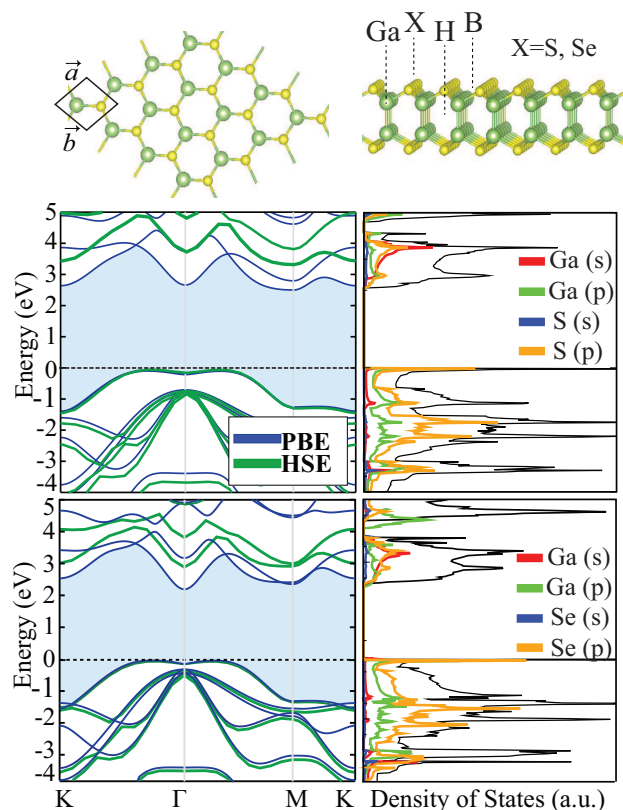 a
b
Ga X H B X=S, Se
5
4
3
2
1
0
-1
-2
-3
-4
Energy (eV)
PBE
HSE
Ga (s)
Ga (p)
S (s)
S (p)
5
4
3
2
1
0
-1
-2
-3
-4
Energy (eV)
Ga (s)
Ga (p)
Se (s)
Se (p)
K Γ M K
Density of States (a.u.)